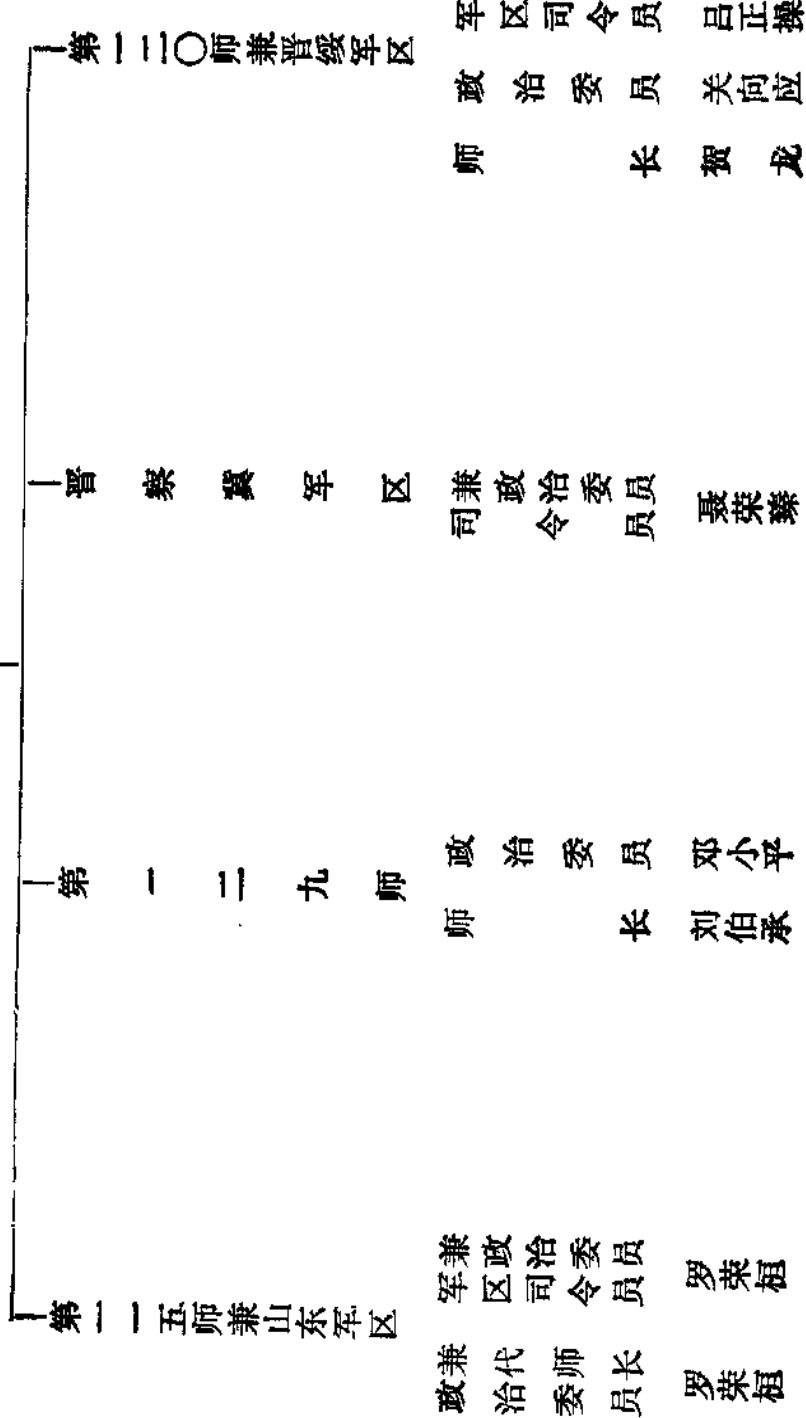 第一一五师兼山东军区
政治委员
兼代师长
罗荣桓
军区司令员
兼政治委员
罗荣桓
第一二九师
师长 刘伯承
政治委员 邓小平
晋察冀军区
司令员
兼政治委员
聂荣臻
第一二〇师兼晋绥军区
师长 贺龙
政治委员 关向应
军区司令员 吕正操